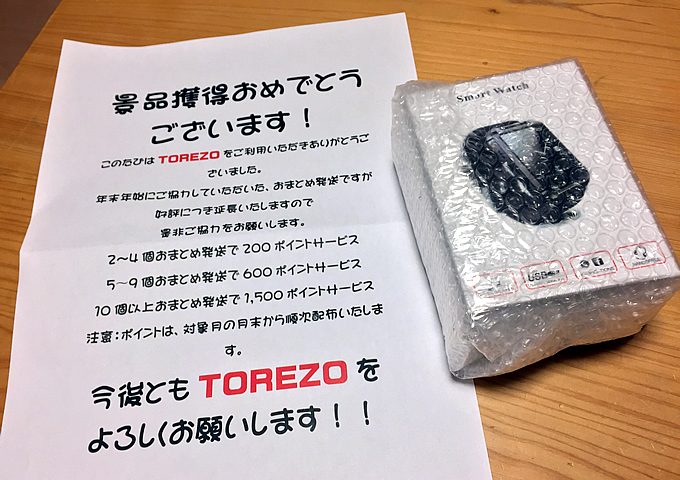 景品獲得おめでとう
ございます！
このたびは TOREZO をご利用いただきありがとうご
ざいました。
年末年始にご協力していただいた、おまとめ発送ですが
好評につき延長いたしますので
是非ご協力をお願いします。
2～4 個おまとめ発送で 200 ポイントサービス
5～9 個おまとめ発送で 600 ポイントサービス
10 個以上おまとめ発送で 1,500 ポイントサービス
注意：ポイントは、対象月の月末から順次配布いたしま
す。
今後とも TOREZO を
よろしくお願いします！！
Smart Watch
USB